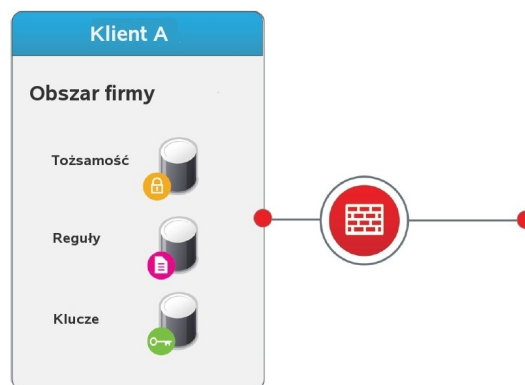 Klient A
Obszar firmy
Tożsamość
Reguły
Klucze